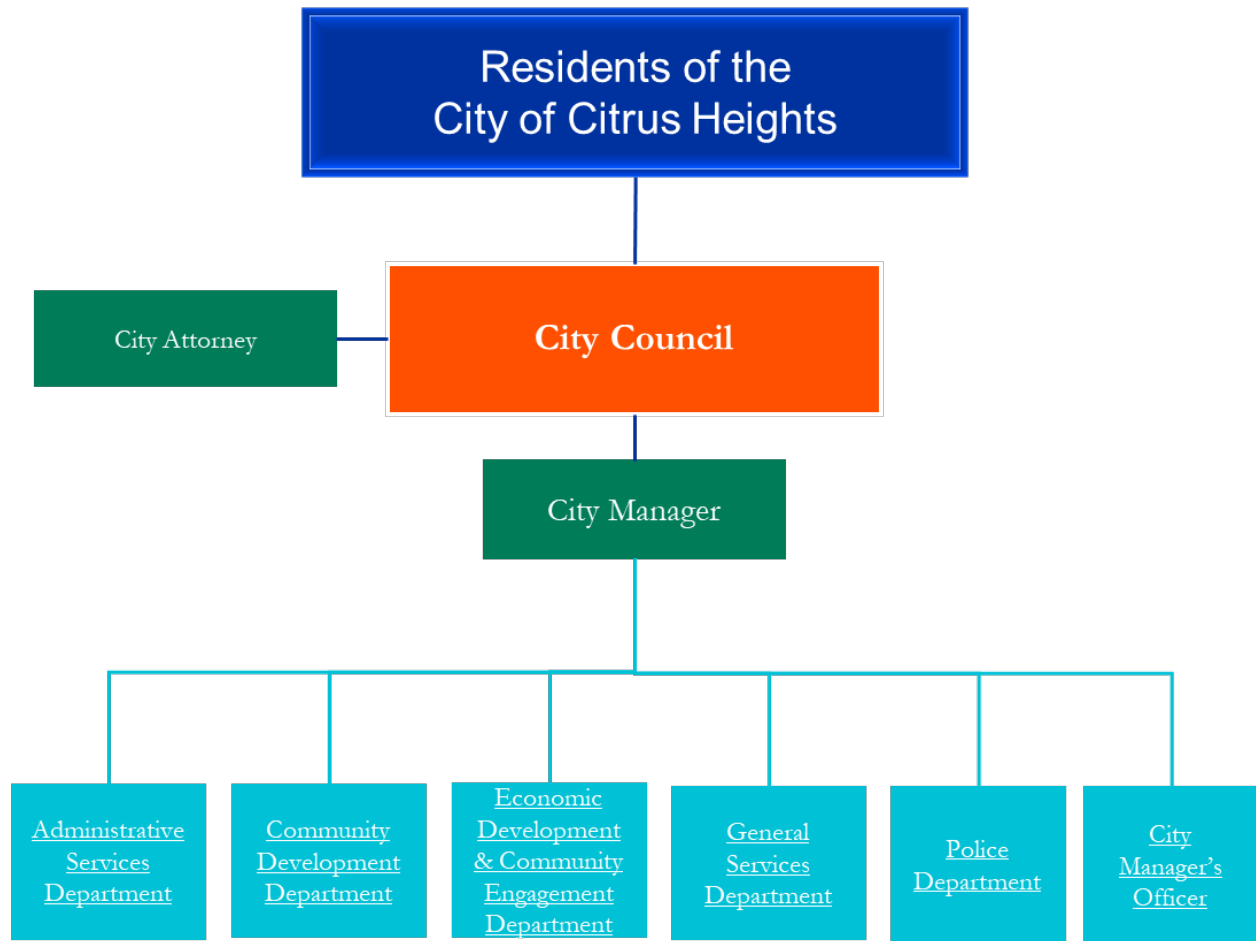 Residents of the
City of Citrus Heights
City Attorney
City Council
City Manager
Administrative
Services
Department
Community
Development
Department
Economic
Development
& Community
Engagement
Department
General
Services
Department
Police
Department
City
Manager’s
Officer